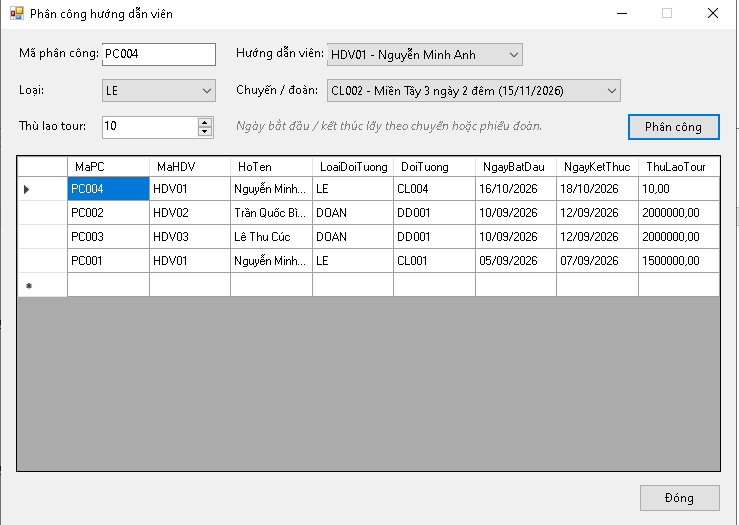 Phân công hướng dẫn viên
Mã phân công: PC004 Hướng dẫn viên: HDV01 - Nguyễn Minh Anh
Loại: LE Chuyến / đoàn: CL002 - Miền Tây 3 ngày 2 đêm (15/11/2026)
Thù lao tour: 10 Ngày bắt đầu / kết thúc lấy theo chuyến hoặc phiếu đoàn. Phân công
MaPC MaHDV HoTen LoaiDoiTuong DoiTuong NgayBatDau NgayKetThuc ThuLaoTour
PC004 HDV01 Nguyễn Minh... LE CL004 16/10/2026 18/10/2026 10,00
PC002 HDV02 Trần Quốc Bì... DOAN DD001 10/09/2026 12/09/2026 2000000,00
PC003 HDV03 Lê Thu Cúc DOAN DD001 10/09/2026 12/09/2026 2000000,00
PC001 HDV01 Nguyễn Minh... LE CL001 05/09/2026 07/09/2026 1500000,00
Đóng